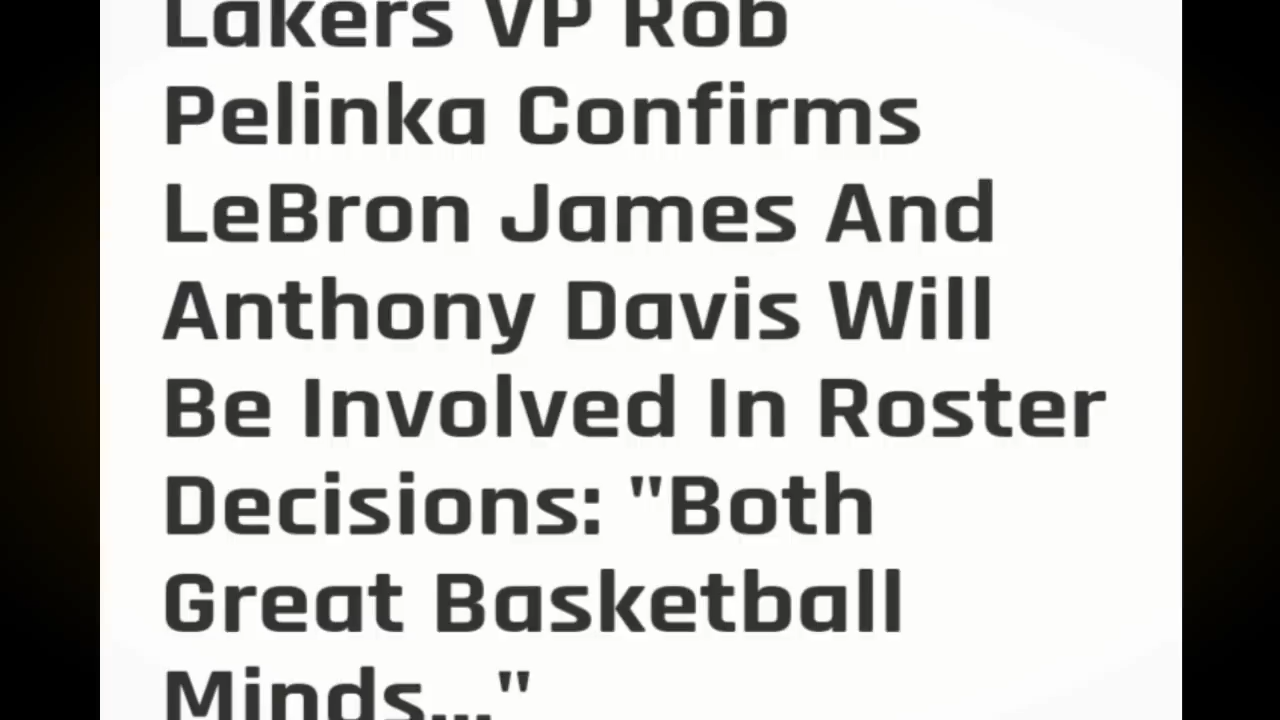 Lakers VP Rob
Pelinka Confirms
LeBron James And
Anthony Davis Will
Be Involved In Roster
Decisions: "Both
Great Basketball
Minds..."